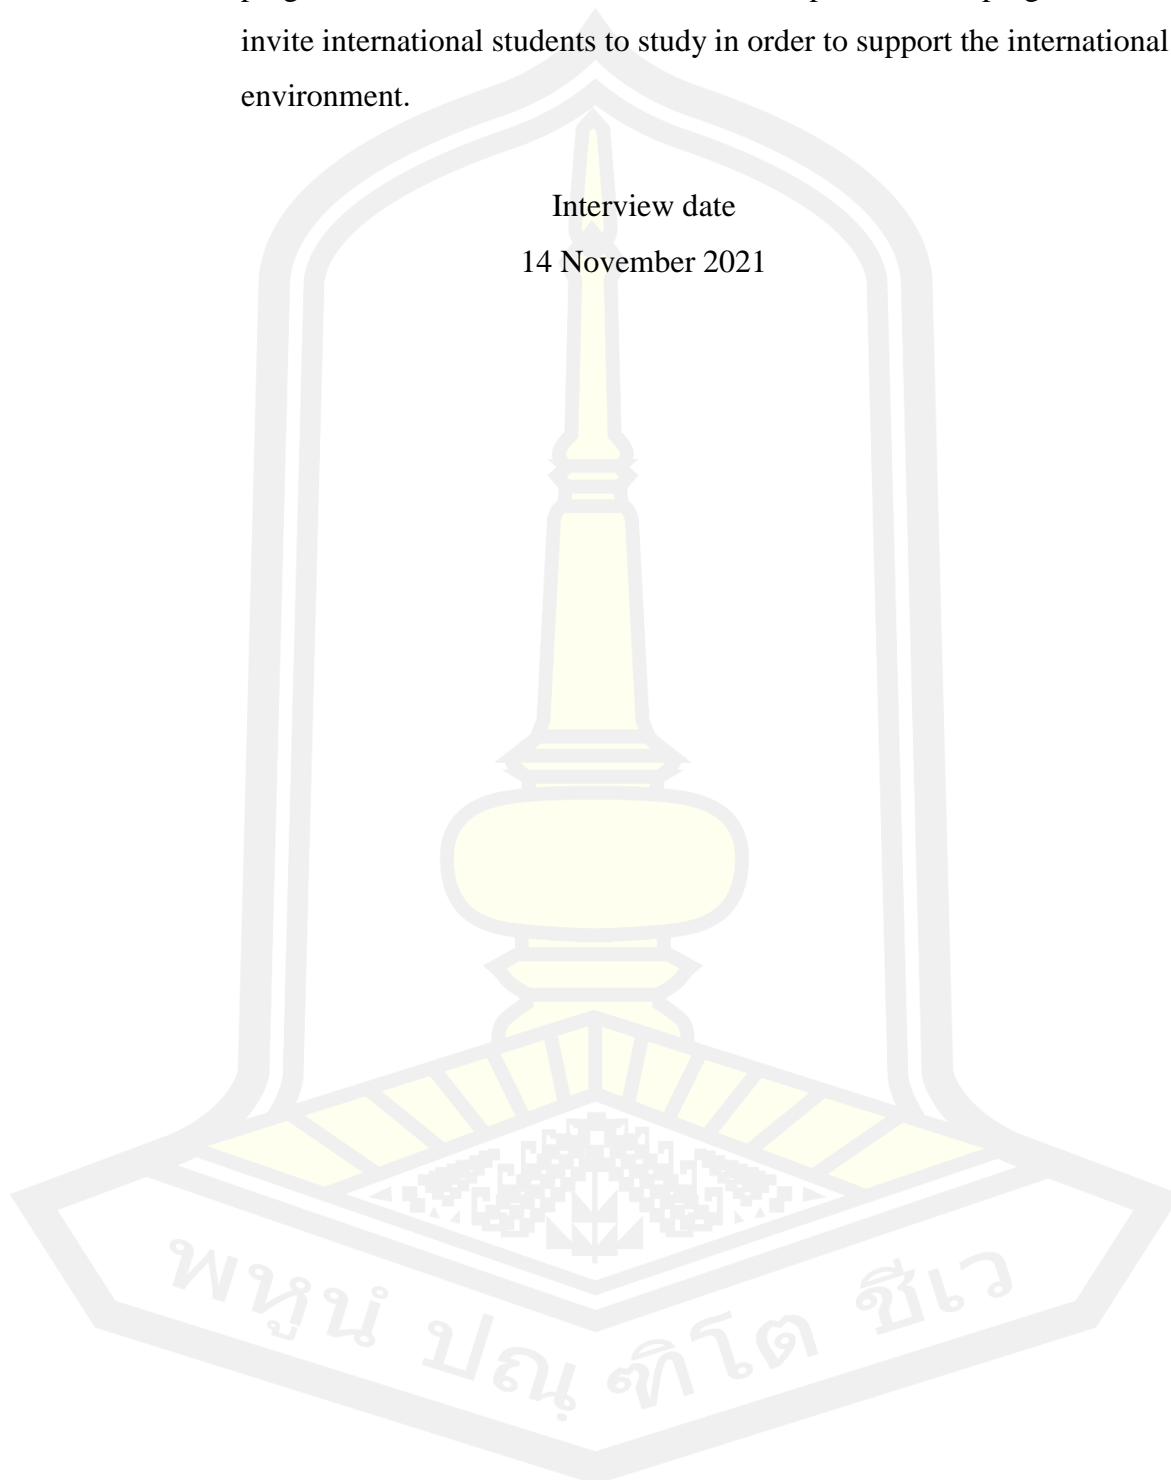 invite international students to study in order to support the international
environment.
Interview date
14 November 2021
พหูนํ ปณฺฑิโต ชีเว